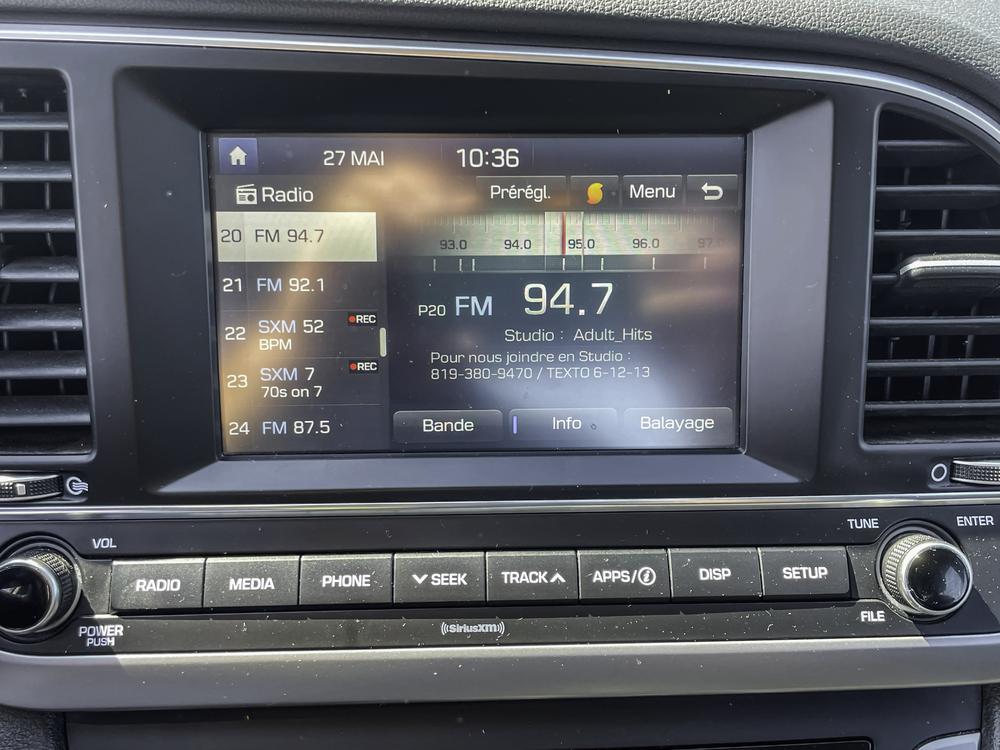 27 MAI 10:36
Radio Prérégl. Menu
20 FM 94.7
93.0 94.0 95.0 96.0 97.0
21 FM 92.1
P20 FM 94.7
22 SXM 52 REC
BPM
Studio : Adult_Hits
Pour nous joindre en Studio :
819-380-9470 / TEXTO 6-12-13
23 SXM 7 REC
70s on 7
24 FM 87.5
Bande Info Balayage
VOL
TUNE
ENTER
RADIO MEDIA PHONE SEEK TRACK APPS/i DISP SETUP
POWER
PUSH
FILE
((SiriusXM))